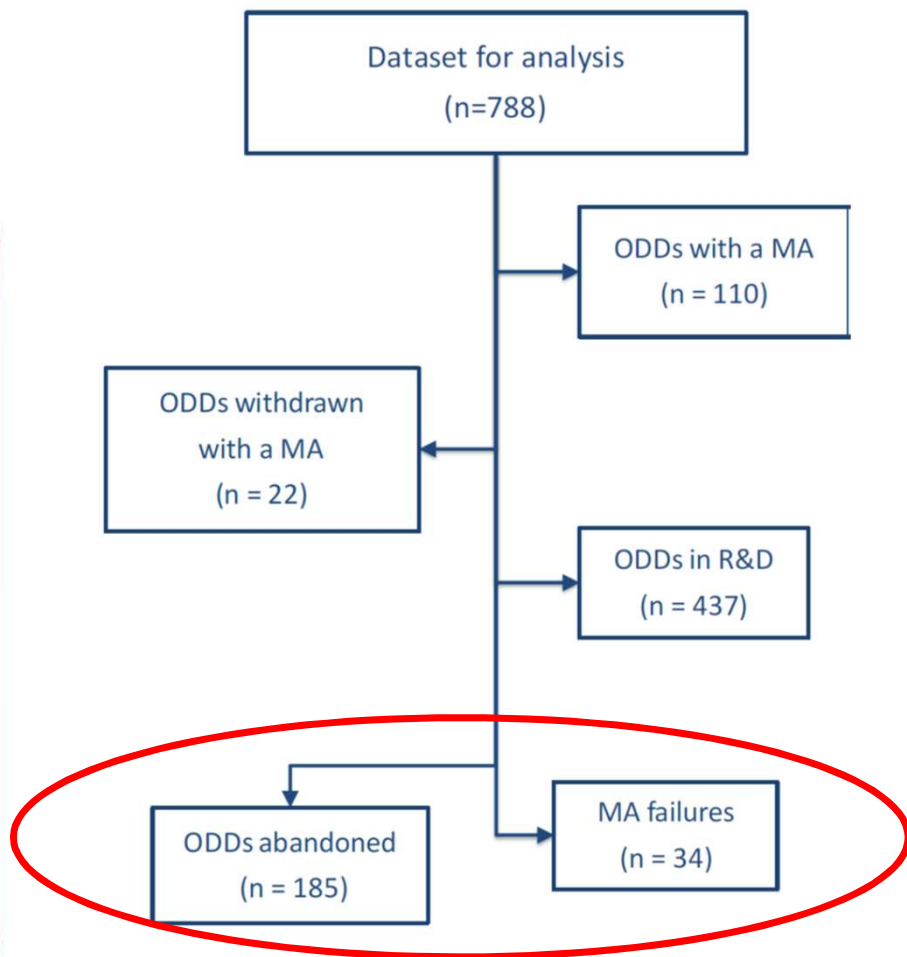 Dataset for analysis
(n=788)
ODDs with a MA
(n = 110)
ODDs withdrawn
with a MA
(n = 22)
ODDs in R&D
(n = 437)
MA failures
(n = 34)
ODDs abandoned
(n = 185)